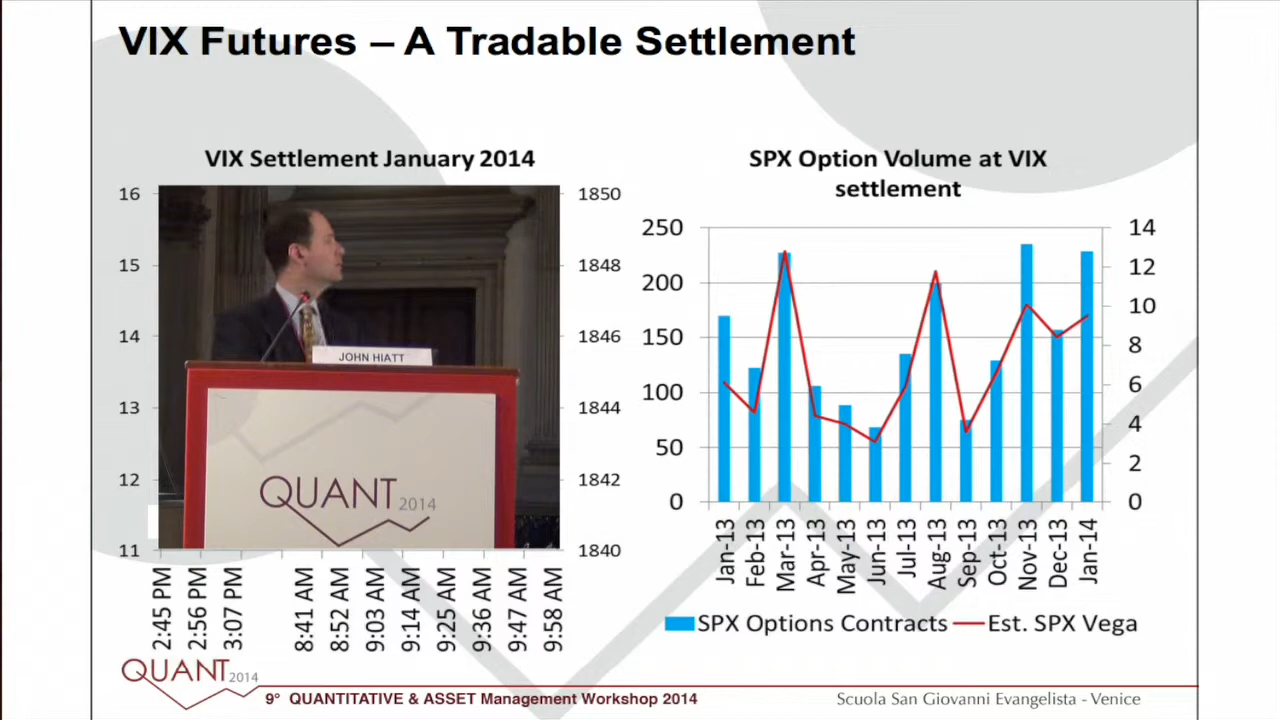 VIX Futures – A Tradable Settlement
VIX Settlement January 2014
16
15
14
13
12
11
1850
1848
1846
1844
1842
1840
2:45 PM
2:56 PM
3:07 PM
8:41 AM
8:52 AM
9:03 AM
9:14 AM
9:25 AM
9:36 AM
9:47 AM
9:58 AM
JOHN HIATT
QUANT 2014
SPX Option Volume at VIX
settlement
250
200
150
100
50
0
14
12
10
8
6
4
2
0
Jan-13
Feb-13
Mar-13
Apr-13
May-13
Jun-13
Jul-13
Aug-13
Sep-13
Oct-13
Nov-13
Dec-13
Jan-14
SPX Options Contracts Est. SPX Vega
QUANT 2014
9° QUANTITATIVE & ASSET Management Workshop 2014
Scuola San Giovanni Evangelista - Venice